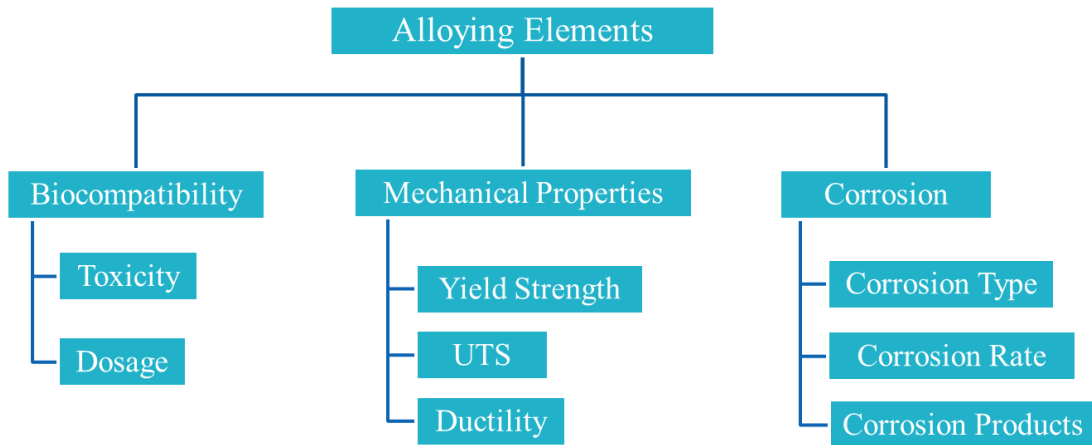 Alloying Elements
Biocompatibility
Toxicity
Dosage
Mechanical Properties
Yield Strength
UTS
Ductility
Corrosion
Corrosion Type
Corrosion Rate
Corrosion Products